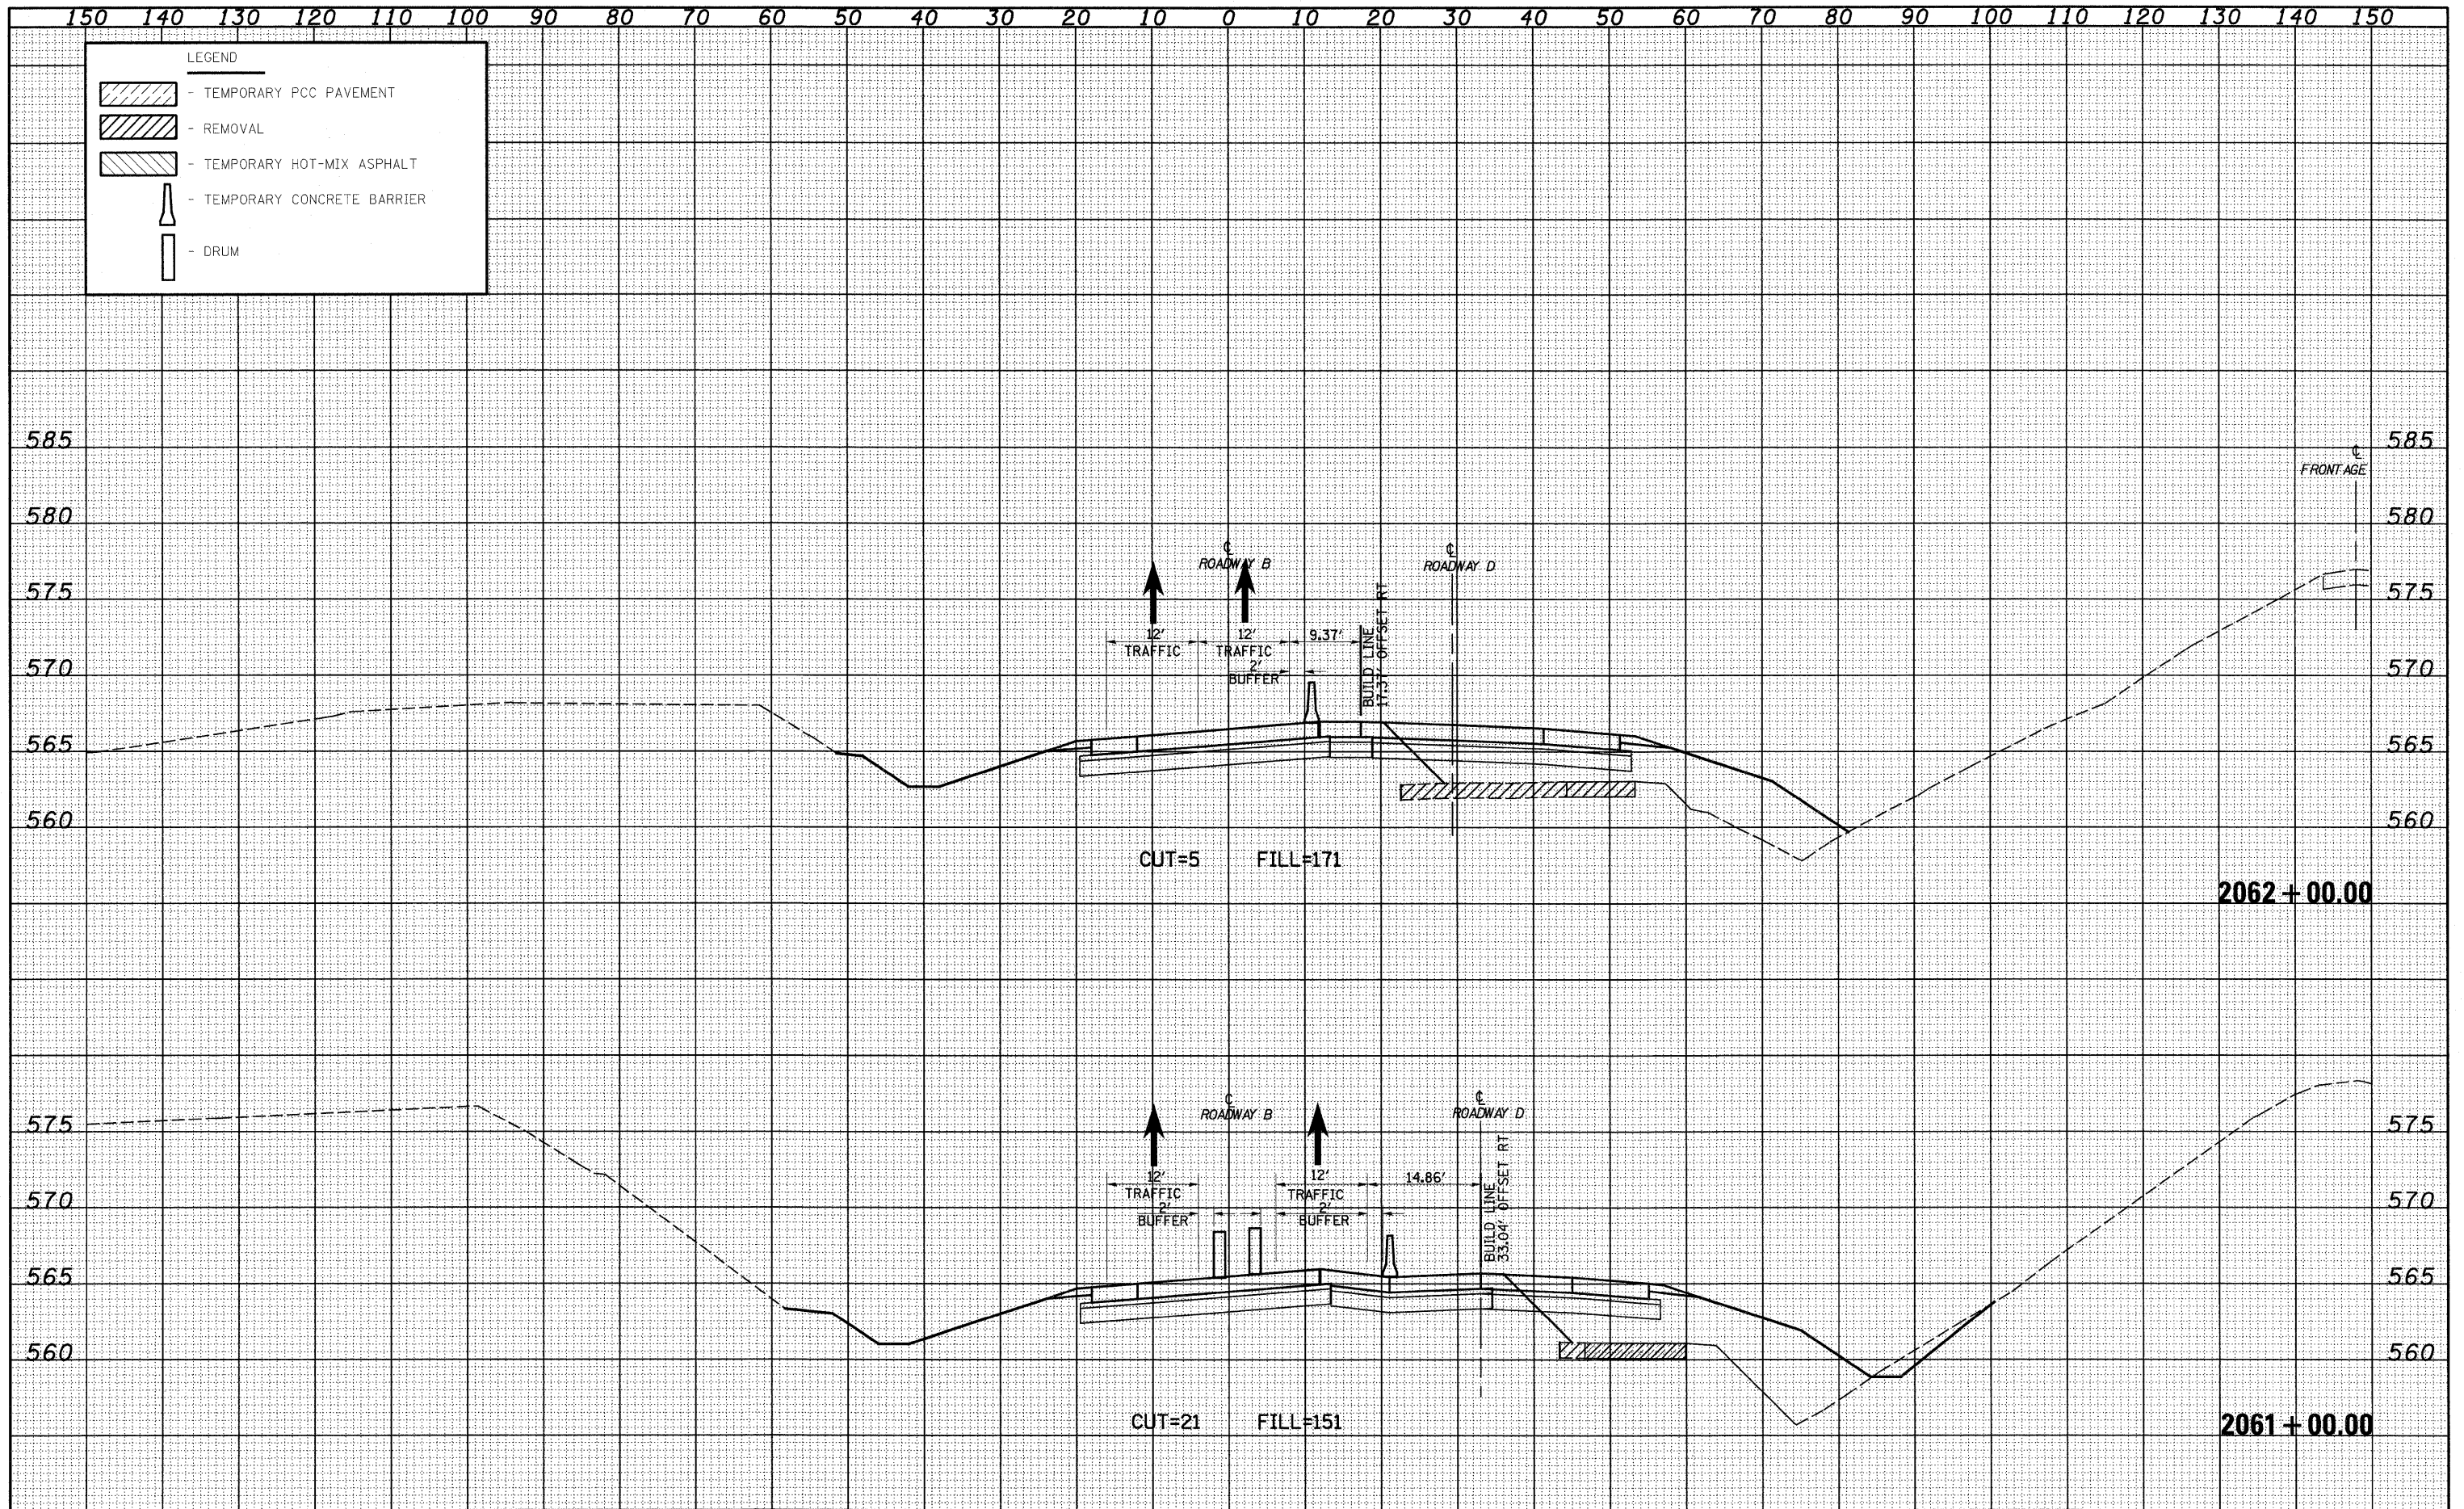 150 140 130 120 110 100 90 80 70 60 50 40 30 20 10 0 10 20 30 40 50 60 70 80 90 100 110 120 130 140 150
LEGEND
- TEMPORARY PCC PAVEMENT
- REMOVAL
- TEMPORARY HOT-MIX ASPHALT
- TEMPORARY CONCRETE BARRIER
- DRUM
585 585
℄
FRONTAGE
580 580
℄
ROADWAY B
℄
ROADWAY D
575 575
12' 12' 9.37'
TRAFFIC TRAFFIC
2'
BUFFER
BUILD LINE
17.37' OFFSET RT
570 570
565 565
560 560
CUT=5 FILL=171
2062 + 00.00
℄
ROADWAY B
℄
ROADWAY D
575 575
12' 12' 14.86'
TRAFFIC TRAFFIC
2' 2'
BUFFER BUFFER
BUILD LINE
33.04' OFFSET RT
570 570
565 565
560 560
CUT=21 FILL=151
2061 + 00.00